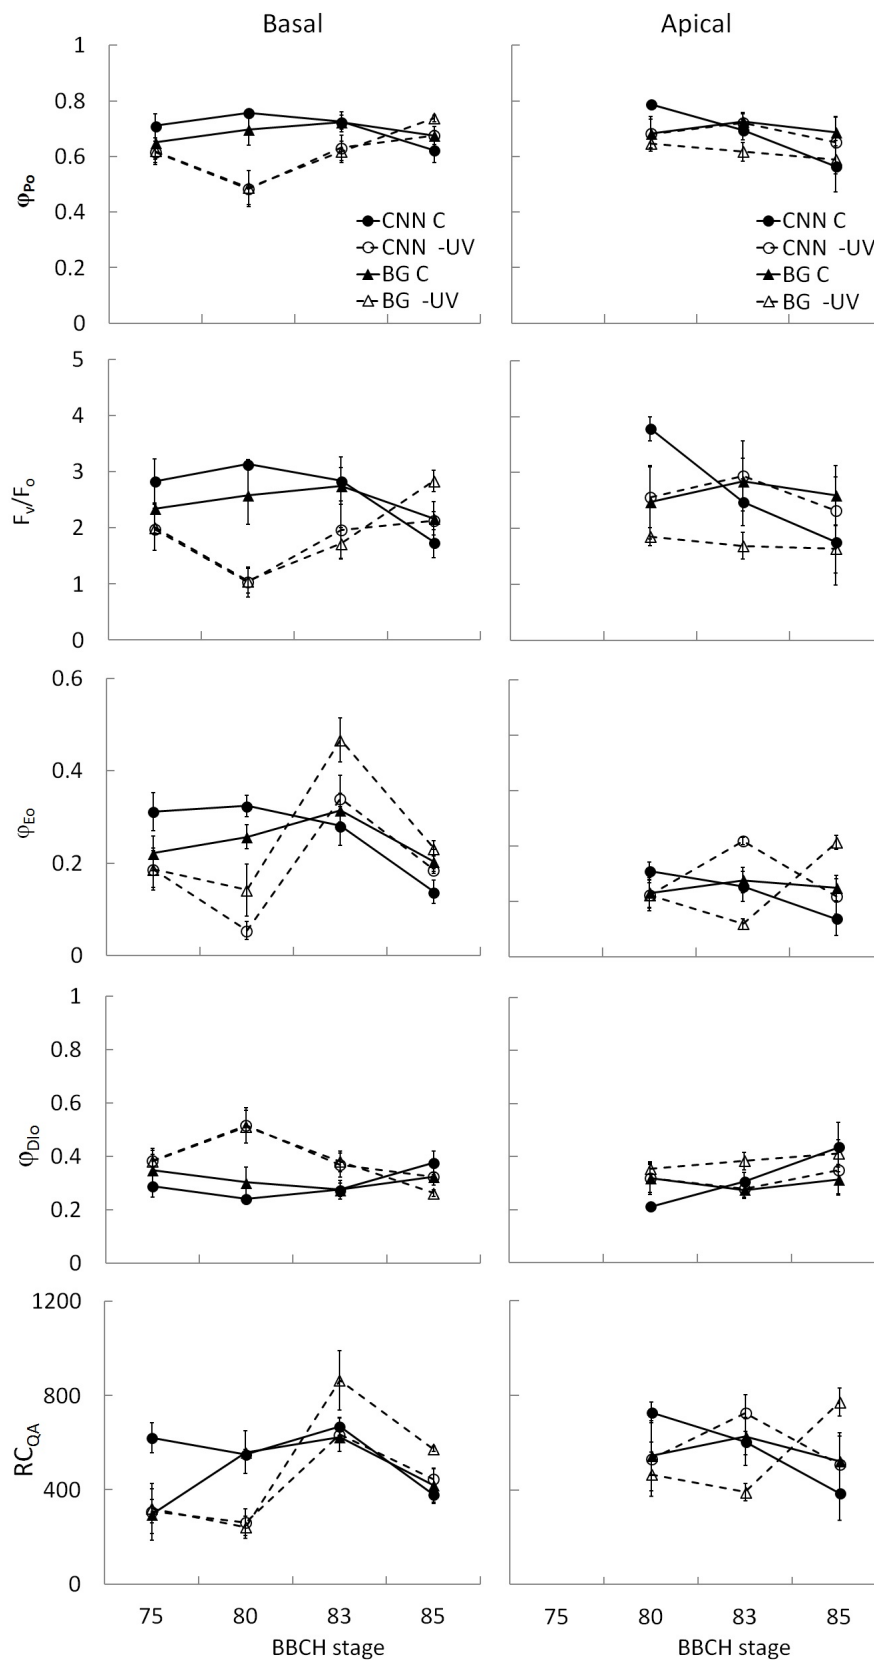 Basal
Apical
1
0.8
0.6
0.4
0.2
0
φPo
CNN C
CNN -UV
BG C
BG -UV
CNN C
CNN -UV
BG C
BG -UV
5
4
3
2
1
0
Fv/Fo
0.6
0.4
0.2
0
φEo
1
0.8
0.6
0.4
0.2
0
φDIo
1200
800
400
0
RCQA
75 80 83 85
75 80 83 85
BBCH stage
BBCH stage